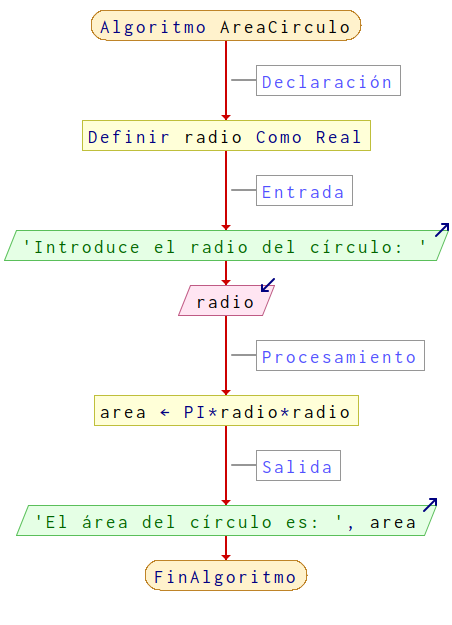 Algoritmo AreaCirculo
Declaración
Definir radio Como Real
Entrada
'Introduce el radio del círculo: '
radio
Procesamiento
area ← PI*radio*radio
Salida
'El área del círculo es: ', area
FinAlgoritmo